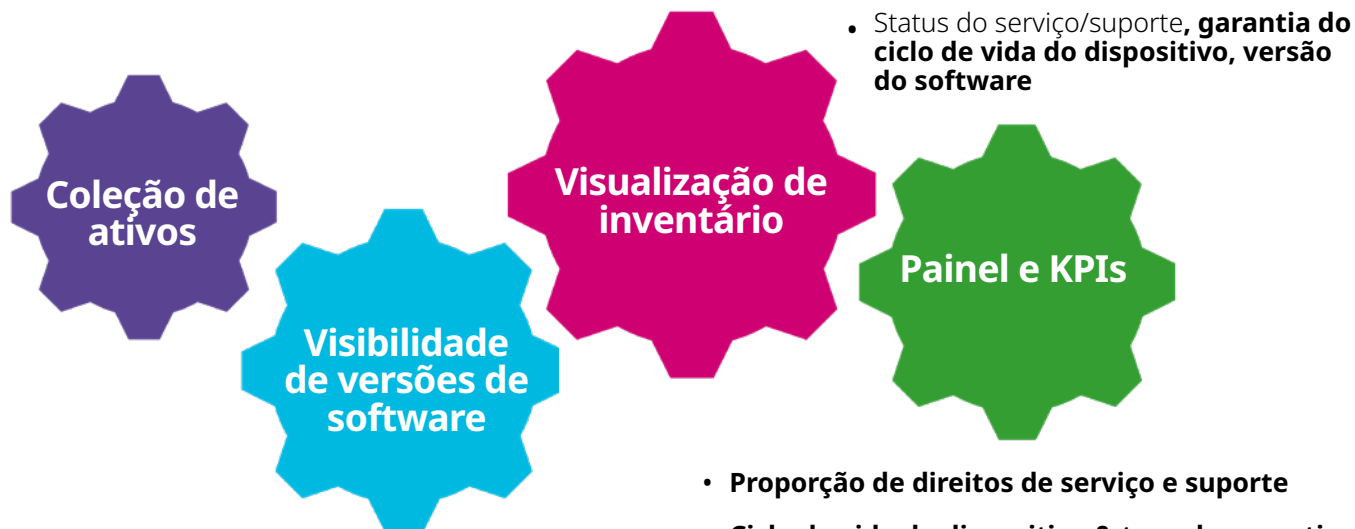 • Status do serviço/suporte, garantia do
ciclo de vida do dispositivo, versão
do software
Coleção de
ativos
Visualização de
inventário
Painel e KPIs
Visibilidade
de versões de
software
• Proporção de direitos de serviço e suporte